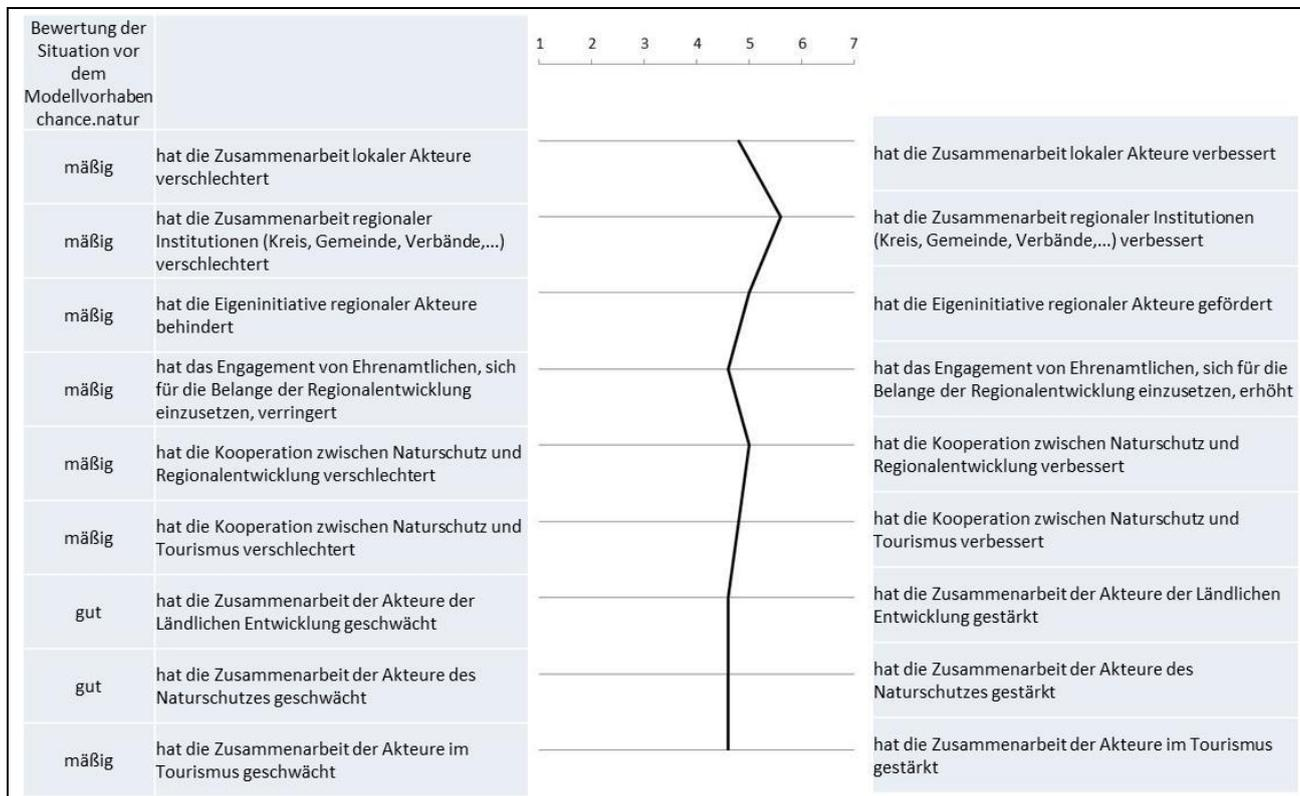 Bewertung der
Situation vor
dem
Modellvorhaben
chance.natur
1 2 3 4 5 6 7
mäßig
hat die Zusammenarbeit lokaler Akteure
verschlechtert
hat die Zusammenarbeit lokaler Akteure verbessert
mäßig
hat die Zusammenarbeit regionaler
Institutionen (Kreis, Gemeinde, Verbände,...)
verschlechtert
hat die Zusammenarbeit regionaler Institutionen
(Kreis, Gemeinde, Verbände,...) verbessert
mäßig
hat die Eigeninitiative regionaler Akteure
behindert
hat die Eigeninitiative regionaler Akteure gefördert
mäßig
hat das Engagement von Ehrenamtlichen, sich
für die Belange der Regionalentwicklung
einzusetzen, verringert
hat das Engagement von Ehrenamtlichen, sich für die
Belange der Regionalentwicklung einzusetzen, erhöht
mäßig
hat die Kooperation zwischen Naturschutz und
Regionalentwicklung verschlechtert
hat die Kooperation zwischen Naturschutz und
Regionalentwicklung verbessert
mäßig
hat die Kooperation zwischen Naturschutz und
Tourismus verschlechtert
hat die Kooperation zwischen Naturschutz und
Tourismus verbessert
gut
hat die Zusammenarbeit der Akteure der
Ländlichen Entwicklung geschwächt
hat die Zusammenarbeit der Akteure der Ländlichen
Entwicklung gestärkt
gut
hat die Zusammenarbeit der Akteure des
Naturschutzes geschwächt
hat die Zusammenarbeit der Akteure des
Naturschutzes gestärkt
mäßig
hat die Zusammenarbeit der Akteure im
Tourismus geschwächt
hat die Zusammenarbeit der Akteure im Tourismus
gestärkt